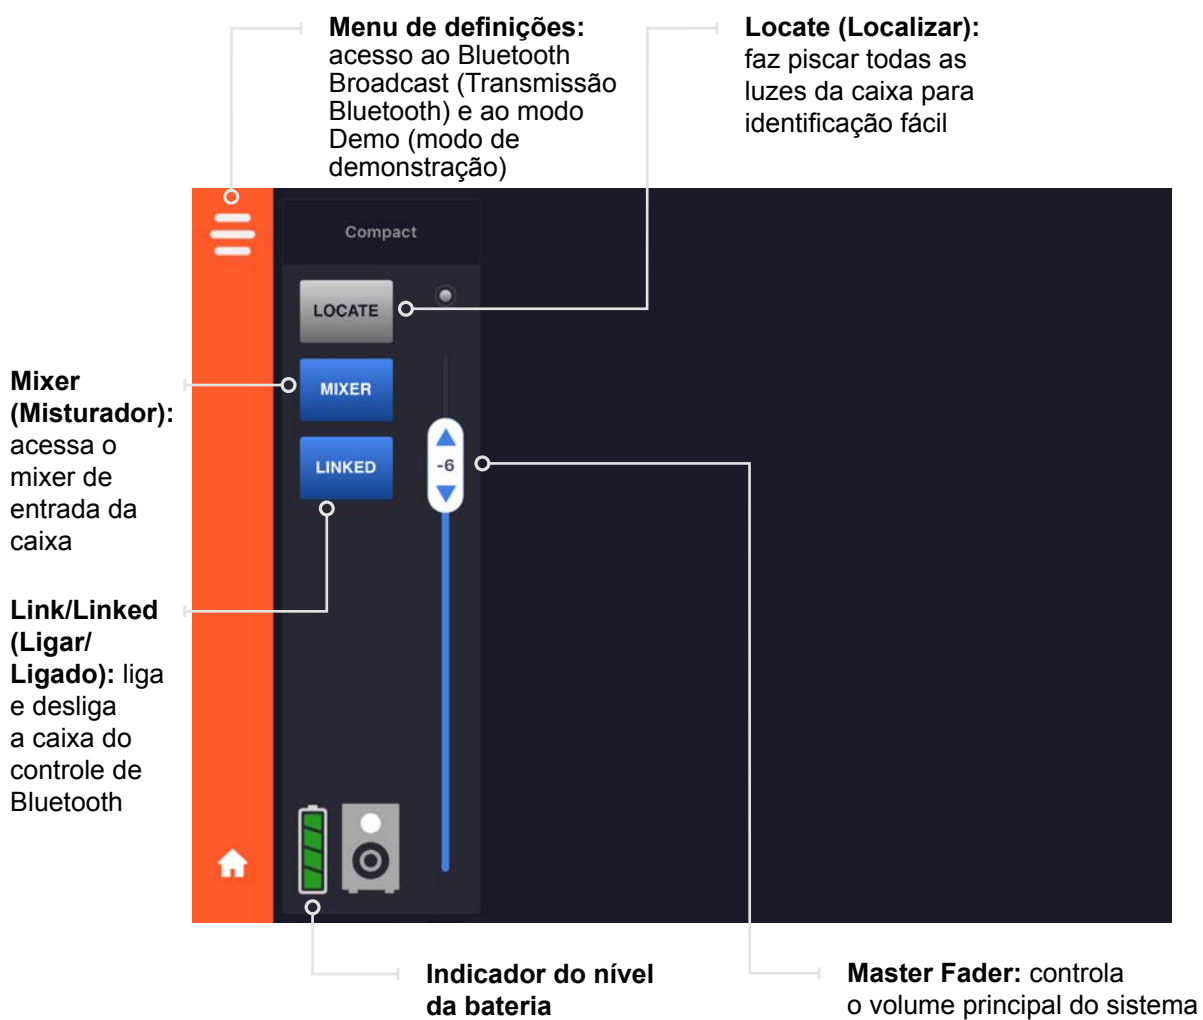 Menu de definições:
acesso ao Bluetooth
Broadcast (Transmissão
Bluetooth) e ao modo
Demo (modo de
demonstração)
Locate (Localizar):
faz piscar todas as
luzes da caixa para
identificação fácil
Compact
LOCATE
MIXER
LINKED
-6
Mixer
(Misturador):
acessa o
mixer de
entrada da
caixa
Link/Linked
(Ligar/
Ligado): liga
e desliga
a caixa do
controle de
Bluetooth
Indicador do nível
da bateria
Master Fader: controla
o volume principal do sistema